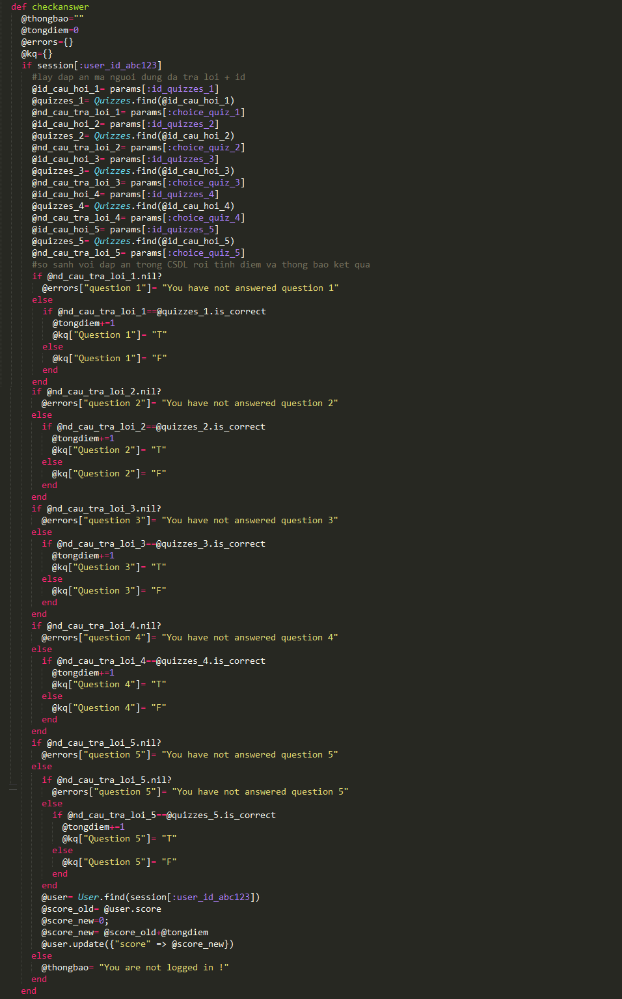 def checkanswer
@thongbao=""
@tongdiem=0
@errors={}
@kq={}
if session[:user_id_abc123]
#lay dap an ma nguoi dung da tra loi + id
@id_cau_hoi_1= params[:id_quizzes_1]
@quizzes_1= Quizzes.find(@id_cau_hoi_1)
@nd_cau_tra_loi_1= params[:choice_quiz_1]
@id_cau_hoi_2= params[:id_quizzes_2]
@quizzes_2= Quizzes.find(@id_cau_hoi_2)
@nd_cau_tra_loi_2= params[:choice_quiz_2]
@id_cau_hoi_3= params[:id_quizzes_3]
@quizzes_3= Quizzes.find(@id_cau_hoi_3)
@nd_cau_tra_loi_3= params[:choice_quiz_3]
@id_cau_hoi_4= params[:id_quizzes_4]
@quizzes_4= Quizzes.find(@id_cau_hoi_4)
@nd_cau_tra_loi_4= params[:choice_quiz_4]
@id_cau_hoi_5= params[:id_quizzes_5]
@quizzes_5= Quizzes.find(@id_cau_hoi_5)
@nd_cau_tra_loi_5= params[:choice_quiz_5]
#so sanh voi dap an trong CSDL roi tinh diem va thong bao ket qua
if @nd_cau_tra_loi_1.nil?
@errors["question 1"]= "You have not answered question 1"
else
if @nd_cau_tra_loi_1==@quizzes_1.is_correct
@tongdiem+=1
@kq["Question 1"]= "T"
else
@kq["Question 1"]= "F"
end
end
if @nd_cau_tra_loi_2.nil?
@errors["question 2"]= "You have not answered question 2"
else
if @nd_cau_tra_loi_2==@quizzes_2.is_correct
@tongdiem+=1
@kq["Question 2"]= "T"
else
@kq["Question 2"]= "F"
end
end
if @nd_cau_tra_loi_3.nil?
@errors["question 3"]= "You have not answered question 3"
else
if @nd_cau_tra_loi_3==@quizzes_3.is_correct
@tongdiem+=1
@kq["Question 3"]= "T"
else
@kq["Question 3"]= "F"
end
end
if @nd_cau_tra_loi_4.nil?
@errors["question 4"]= "You have not answered question 4"
else
if @nd_cau_tra_loi_4==@quizzes_4.is_correct
@tongdiem+=1
@kq["Question 4"]= "T"
else
@kq["Question 4"]= "F"
end
end
if @nd_cau_tra_loi_5.nil?
@errors["question 5"]= "You have not answered question 5"
else
if @nd_cau_tra_loi_5.nil?
@errors["question 5"]= "You have not answered question 5"
else
if @nd_cau_tra_loi_5==@quizzes_5.is_correct
@tongdiem+=1
@kq["Question 5"]= "T"
else
@kq["Question 5"]= "F"
end
end
@user= User.find(session[:user_id_abc123])
@score_old= @user.score
@score_new=0;
@score_new= @score_old+@tongdiem
@user.update({"score" => @score_new})
else
@thongbao= "You are not logged in !"
end
end